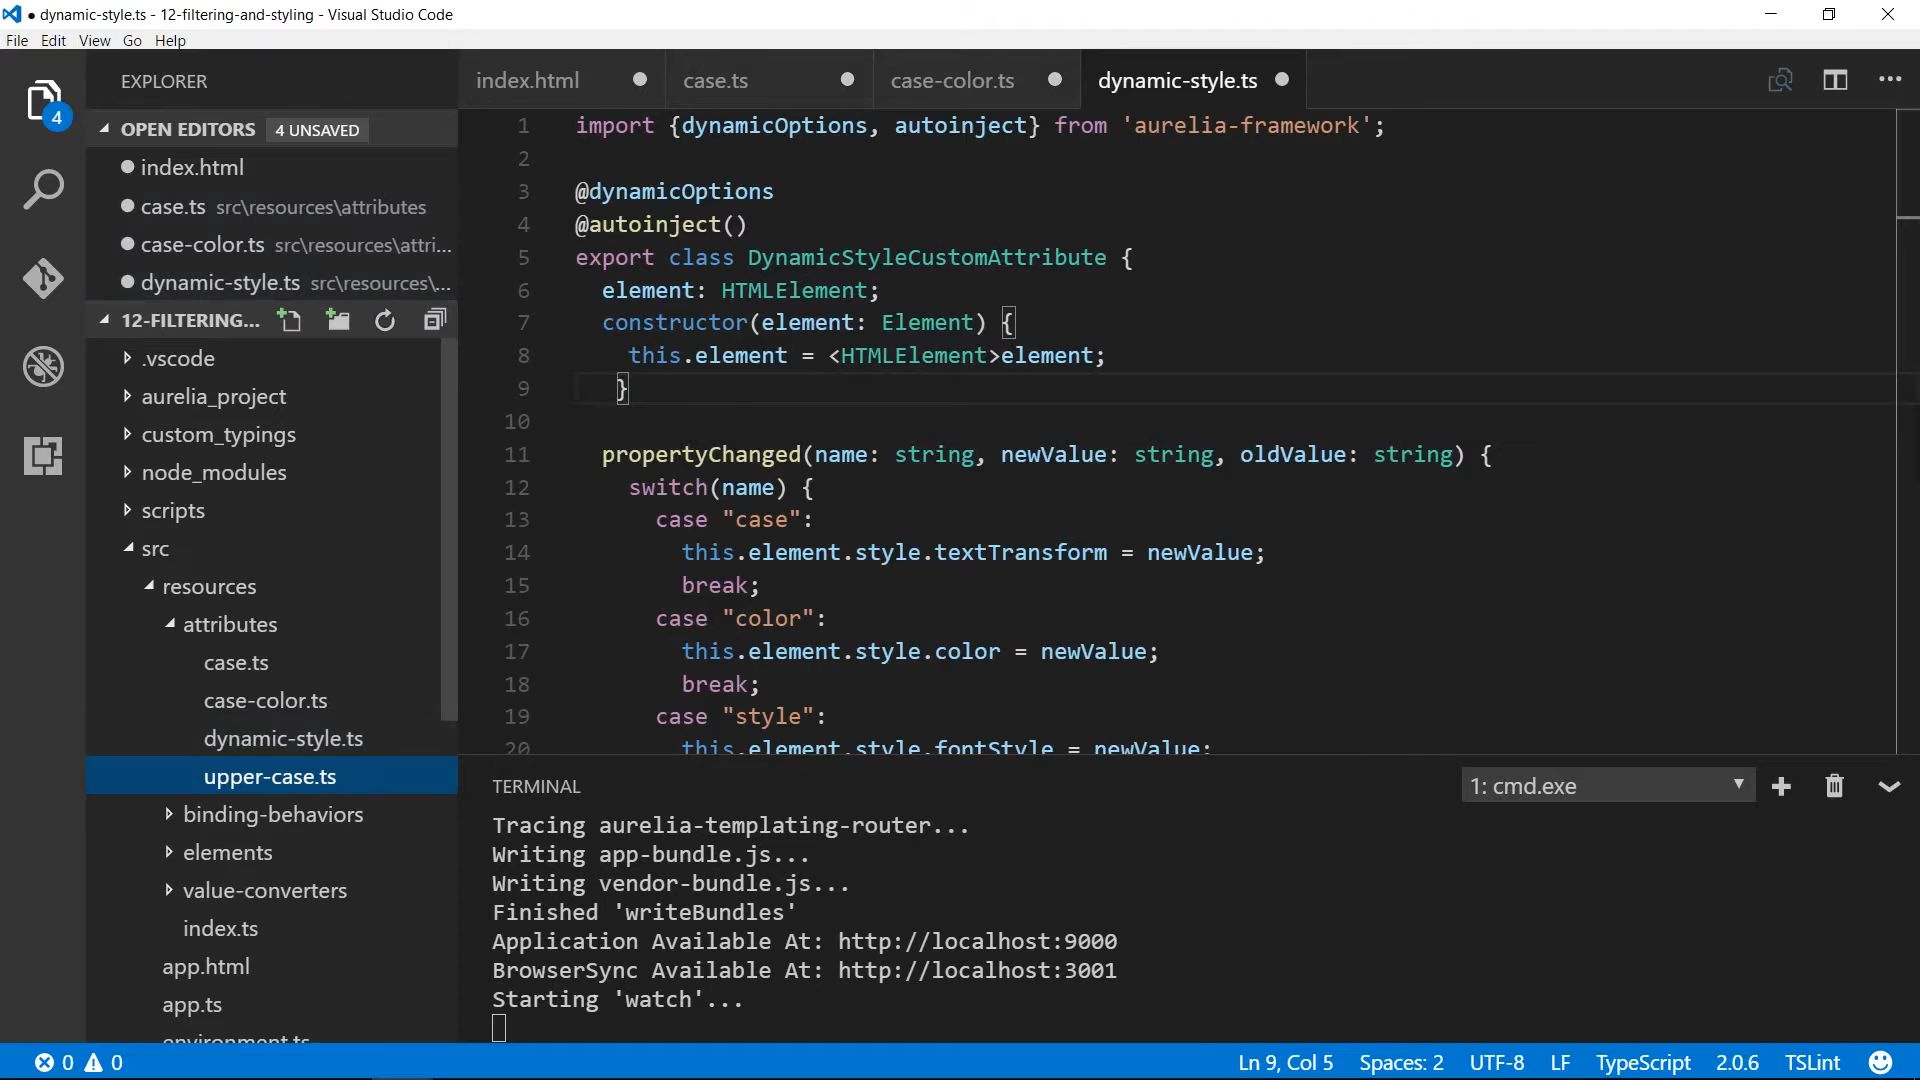 ● dynamic-style.ts - 12-filtering-and-styling - Visual Studio Code
File Edit View Go Help
4
EXPLORER
OPEN EDITORS 4 UNSAVED
index.html
case.ts src\resources\attributes
case-color.ts src\resources\attri...
dynamic-style.ts src\resources\...
12-FILTERING...
.vscode
aurelia_project
custom_typings
node_modules
scripts
src
resources
attributes
case.ts
case-color.ts
dynamic-style.ts
upper-case.ts
binding-behaviors
elements
value-converters
index.ts
app.html
app.ts
environment.ts
index.html case.ts case-color.ts dynamic-style.ts
1 import {dynamicOptions, autoinject} from 'aurelia-framework';
2
3 @dynamicOptions
4 @autoinject()
5 export class DynamicStyleCustomAttribute {
6 element: HTMLElement;
7 constructor(element: Element) {
8 this.element = <HTMLElement>element;
9 }
10
11 propertyChanged(name: string, newValue: string, oldValue: string) {
12 switch(name) {
13 case "case":
14 this.element.style.textTransform = newValue;
15 break;
16 case "color":
17 this.element.style.color = newValue;
18 break;
19 case "style":
20 this.element.style.fontStyle = newValue;
TERMINAL 1: cmd.exe
Tracing aurelia-templating-router...
Writing app-bundle.js...
Writing vendor-bundle.js...
Finished 'writeBundles'
Application Available At: http://localhost:9000
BrowserSync Available At: http://localhost:3001
Starting 'watch'...
0 0 Ln 9, Col 5 Spaces: 2 UTF-8 LF TypeScript 2.0.6 TSLint